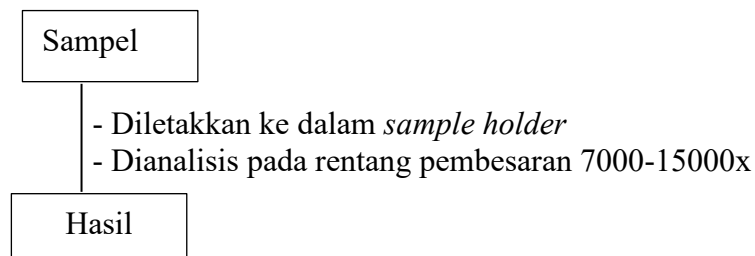 Sampel
- Diletakkan ke dalam sample holder
- Dianalisis pada rentang pembesaran 7000-15000x
Hasil